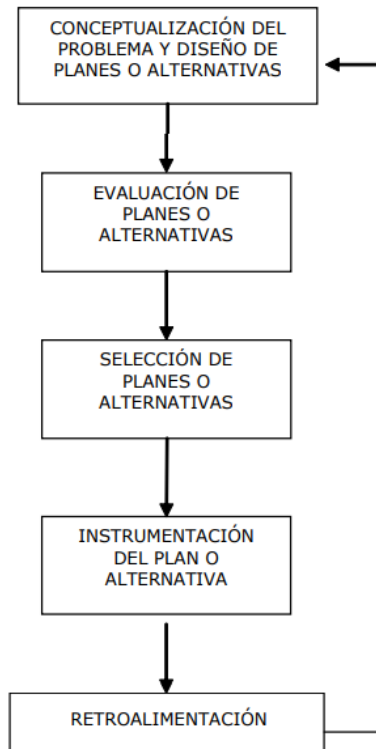 CONCEPTUALIZACIÓN DEL
PROBLEMA Y DISEÑO DE
PLANES O ALTERNATIVAS
EVALUACIÓN DE
PLANES O
ALTERNATIVAS
SELECCIÓN DE
PLANES O
ALTERNATIVAS
INSTRUMENTACIÓN
DEL PLAN O
ALTERNATIVA
RETROALIMENTACIÓN